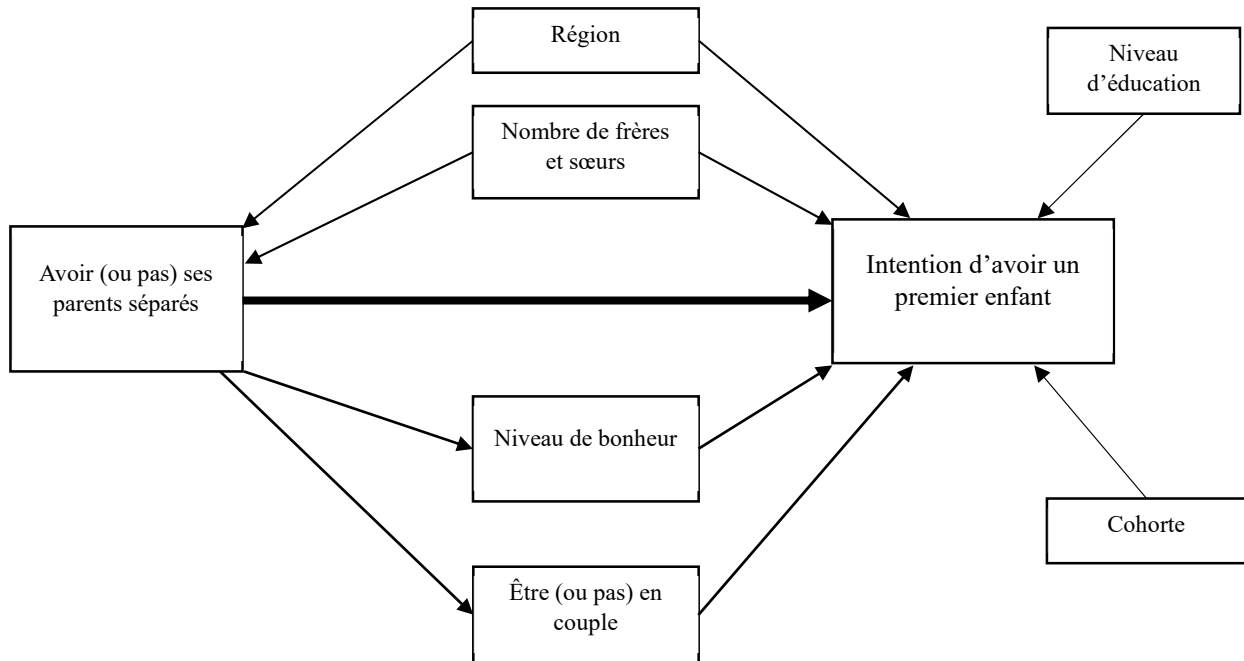 Région
Niveau
d’éducation
Nombre de frères
et sœurs
Avoir (ou pas) ses
parents séparés
Intention d’avoir un
premier enfant
Niveau de bonheur
Cohorte
Être (ou pas) en
couple